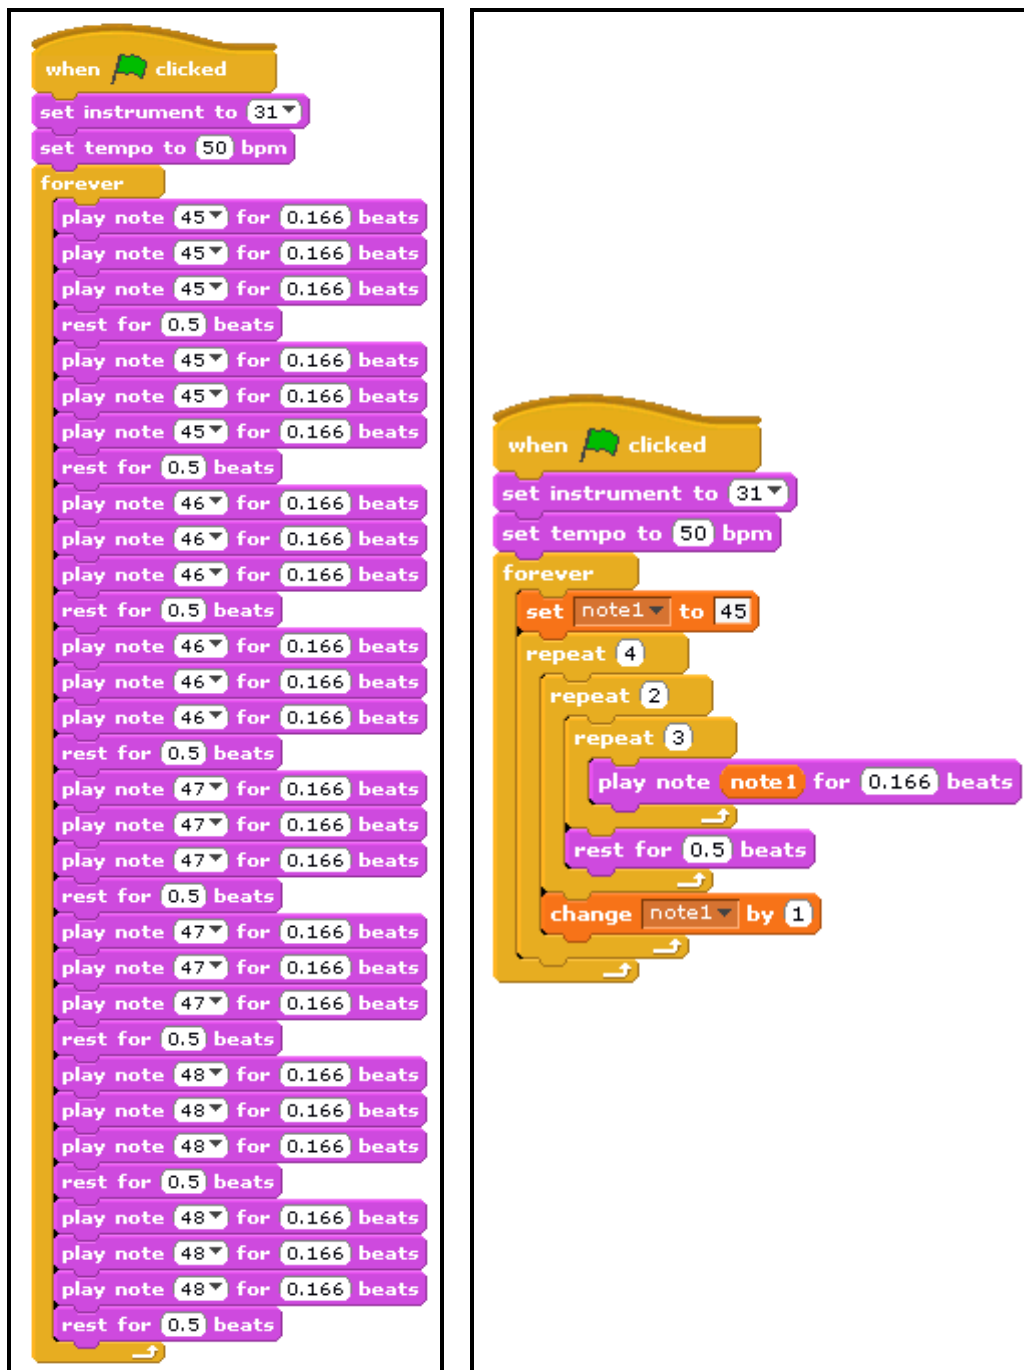 when clicked
set instrument to 31
set tempo to 50 bpm
forever
play note 45 for 0.166 beats
play note 45 for 0.166 beats
play note 45 for 0.166 beats
rest for 0.5 beats
play note 45 for 0.166 beats
play note 45 for 0.166 beats
play note 45 for 0.166 beats
rest for 0.5 beats
play note 46 for 0.166 beats
play note 46 for 0.166 beats
play note 46 for 0.166 beats
rest for 0.5 beats
play note 46 for 0.166 beats
play note 46 for 0.166 beats
play note 46 for 0.166 beats
rest for 0.5 beats
play note 47 for 0.166 beats
play note 47 for 0.166 beats
play note 47 for 0.166 beats
rest for 0.5 beats
play note 47 for 0.166 beats
play note 47 for 0.166 beats
play note 47 for 0.166 beats
rest for 0.5 beats
play note 48 for 0.166 beats
play note 48 for 0.166 beats
play note 48 for 0.166 beats
rest for 0.5 beats
play note 48 for 0.166 beats
play note 48 for 0.166 beats
play note 48 for 0.166 beats
rest for 0.5 beats
when clicked
set instrument to 31
set tempo to 50 bpm
forever
set note1 to 45
repeat 4
repeat 2
repeat 3
play note note1 for 0.166 beats
rest for 0.5 beats
change note1 by 1